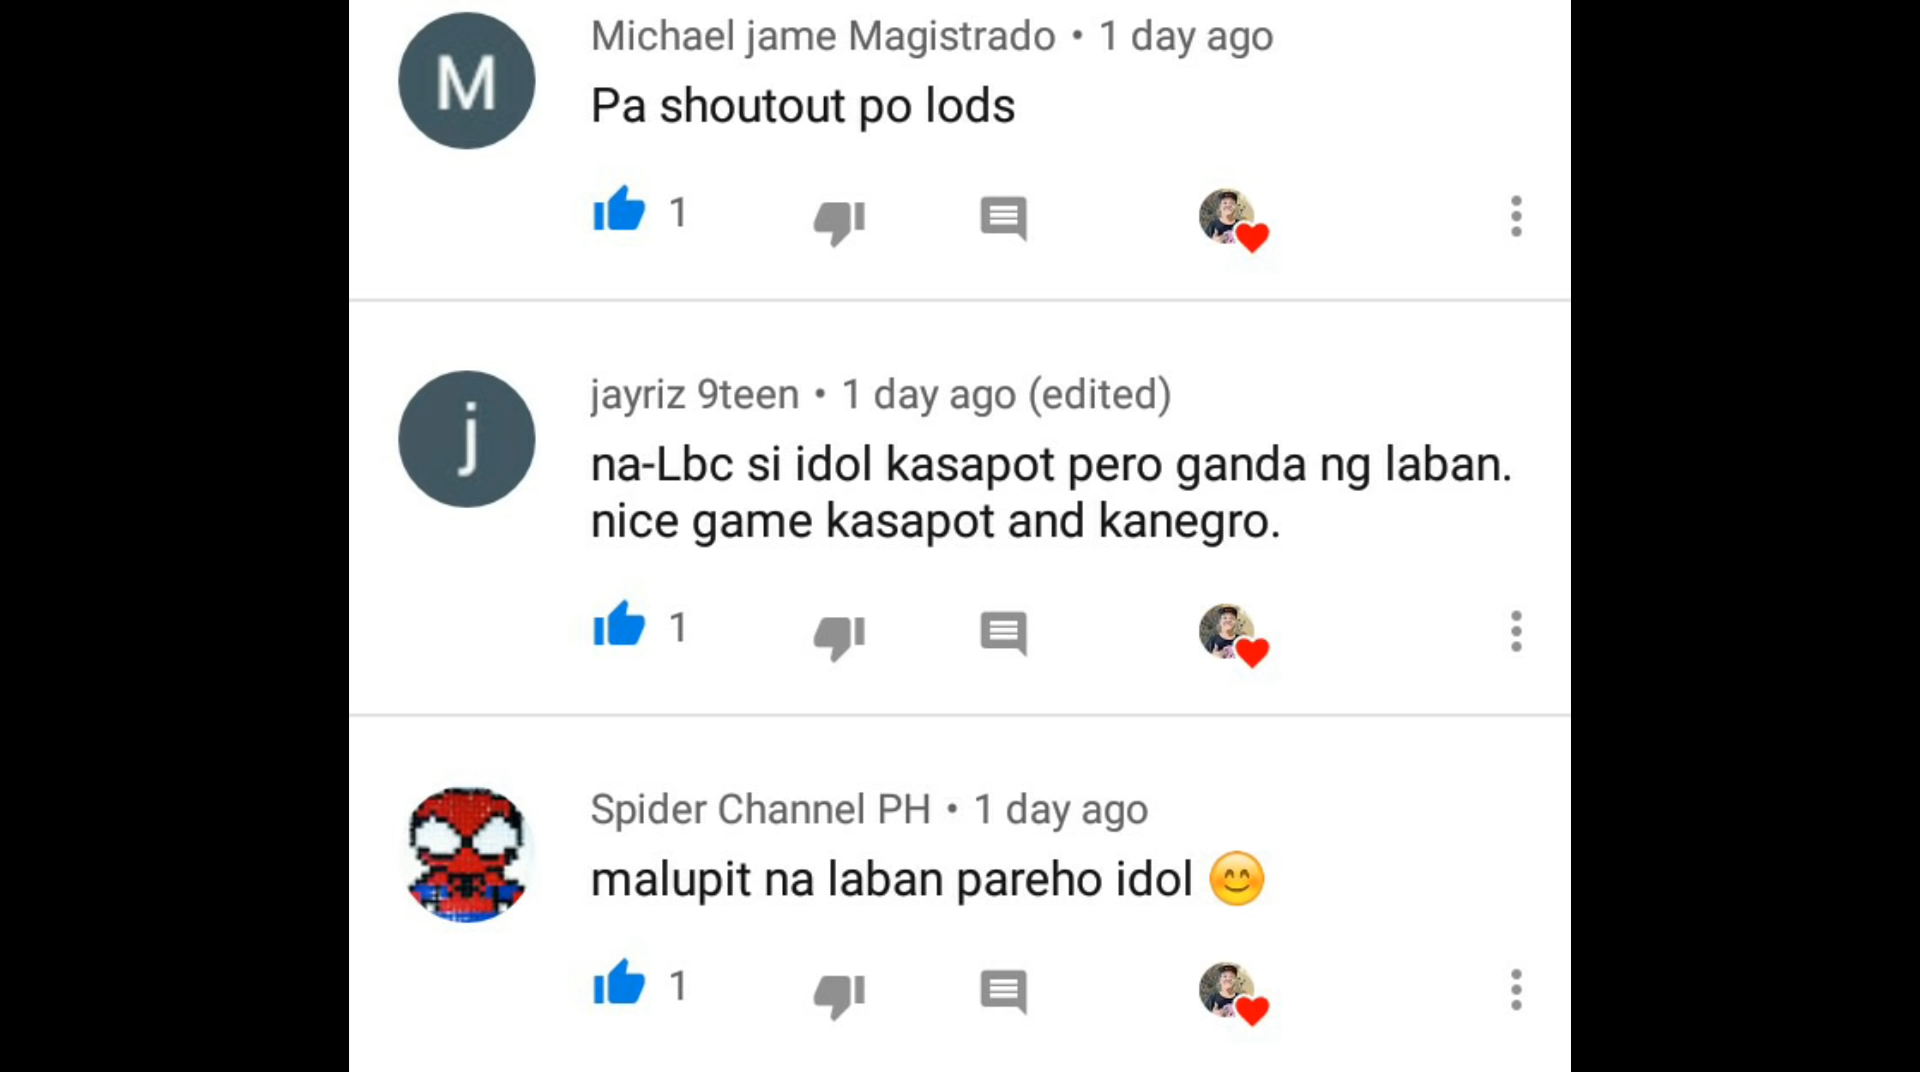 M
Michael jame Magistrado • 1 day ago
Pa shoutout po lods
1
j
jayriz 9teen • 1 day ago (edited)
na-Lbc si idol kasapot pero ganda ng laban.
nice game kasapot and kanegro.
1
Spider Channel PH • 1 day ago
malupit na laban pareho idol 😊
1